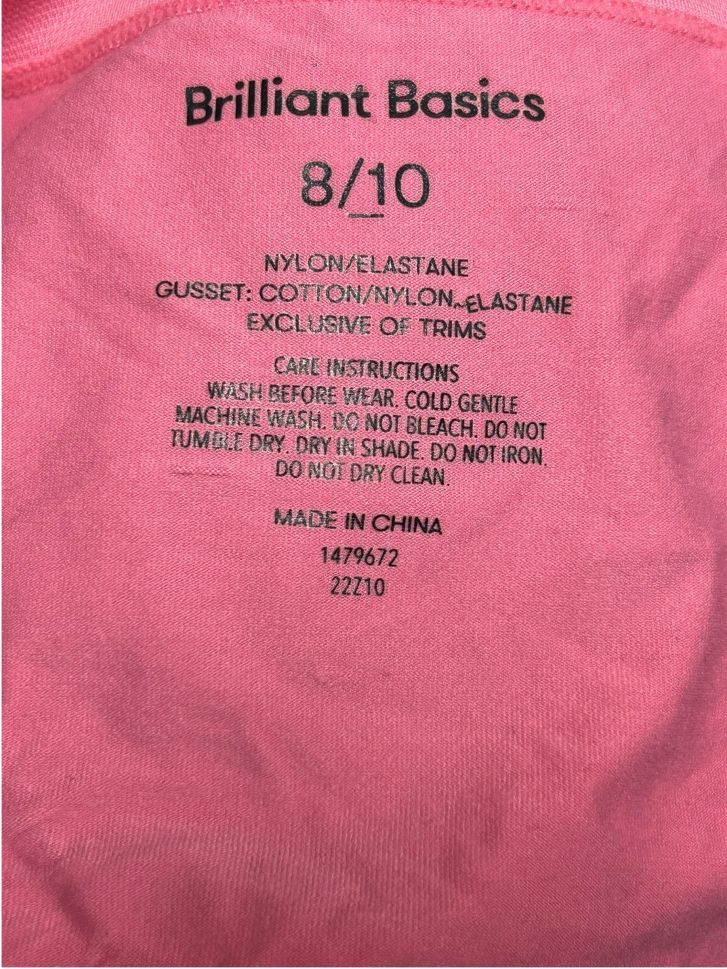 Brilliant Basics
8/10
NYLON/ELASTANE
GUSSET: COTTON/NYLON/ELASTANE
EXCLUSIVE OF TRIMS
CARE INSTRUCTIONS
WASH BEFORE WEAR. COLD GENTLE
MACHINE WASH. DO NOT BLEACH. DO NOT
TUMBLE DRY. DRY IN SHADE. DO NOT IRON.
DO NOT DRY CLEAN.
MADE IN CHINA
1479672
22Z10